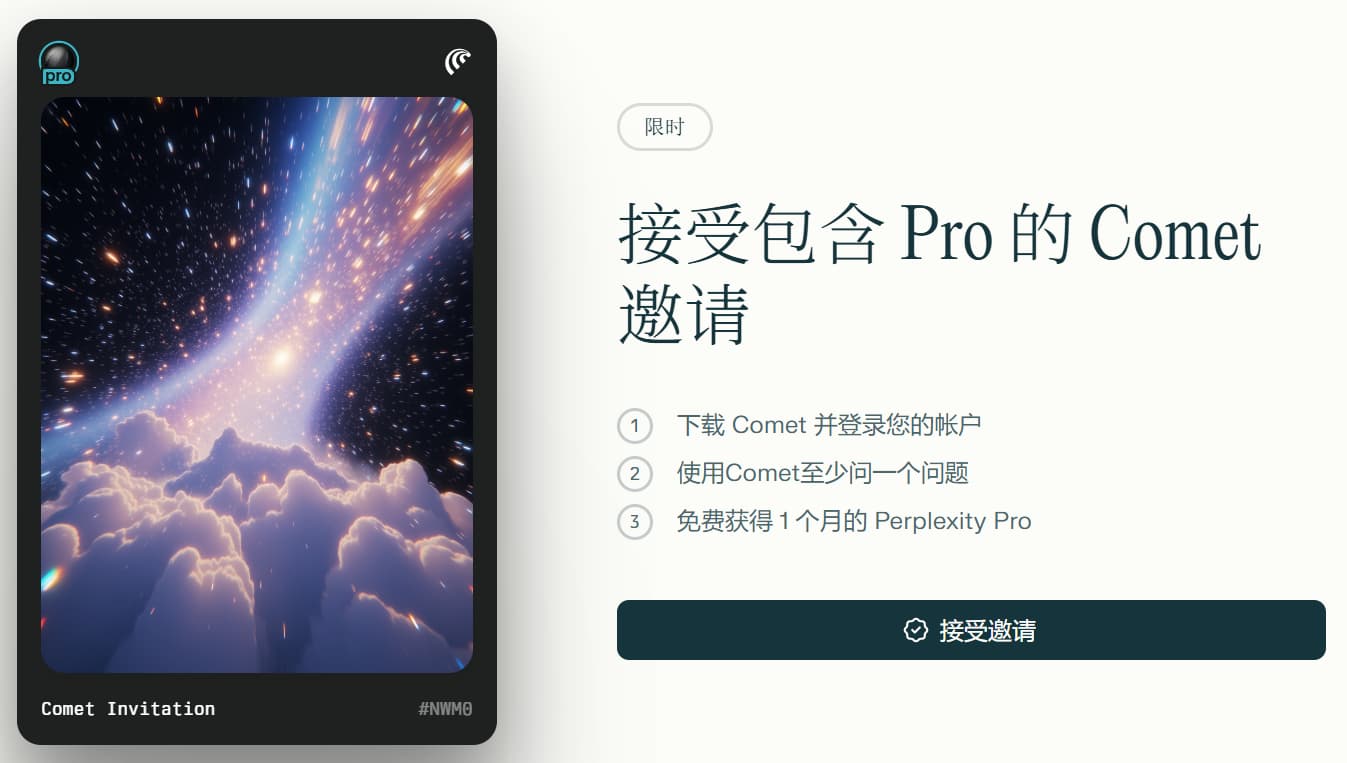 pro
Comet Invitation
#NWM0
限时
接受包含 Pro 的 Comet
邀请
1 下载 Comet 并登录您的帐户
2 使用Comet至少问一个问题
3 免费获得 1 个月的 Perplexity Pro
接受邀请